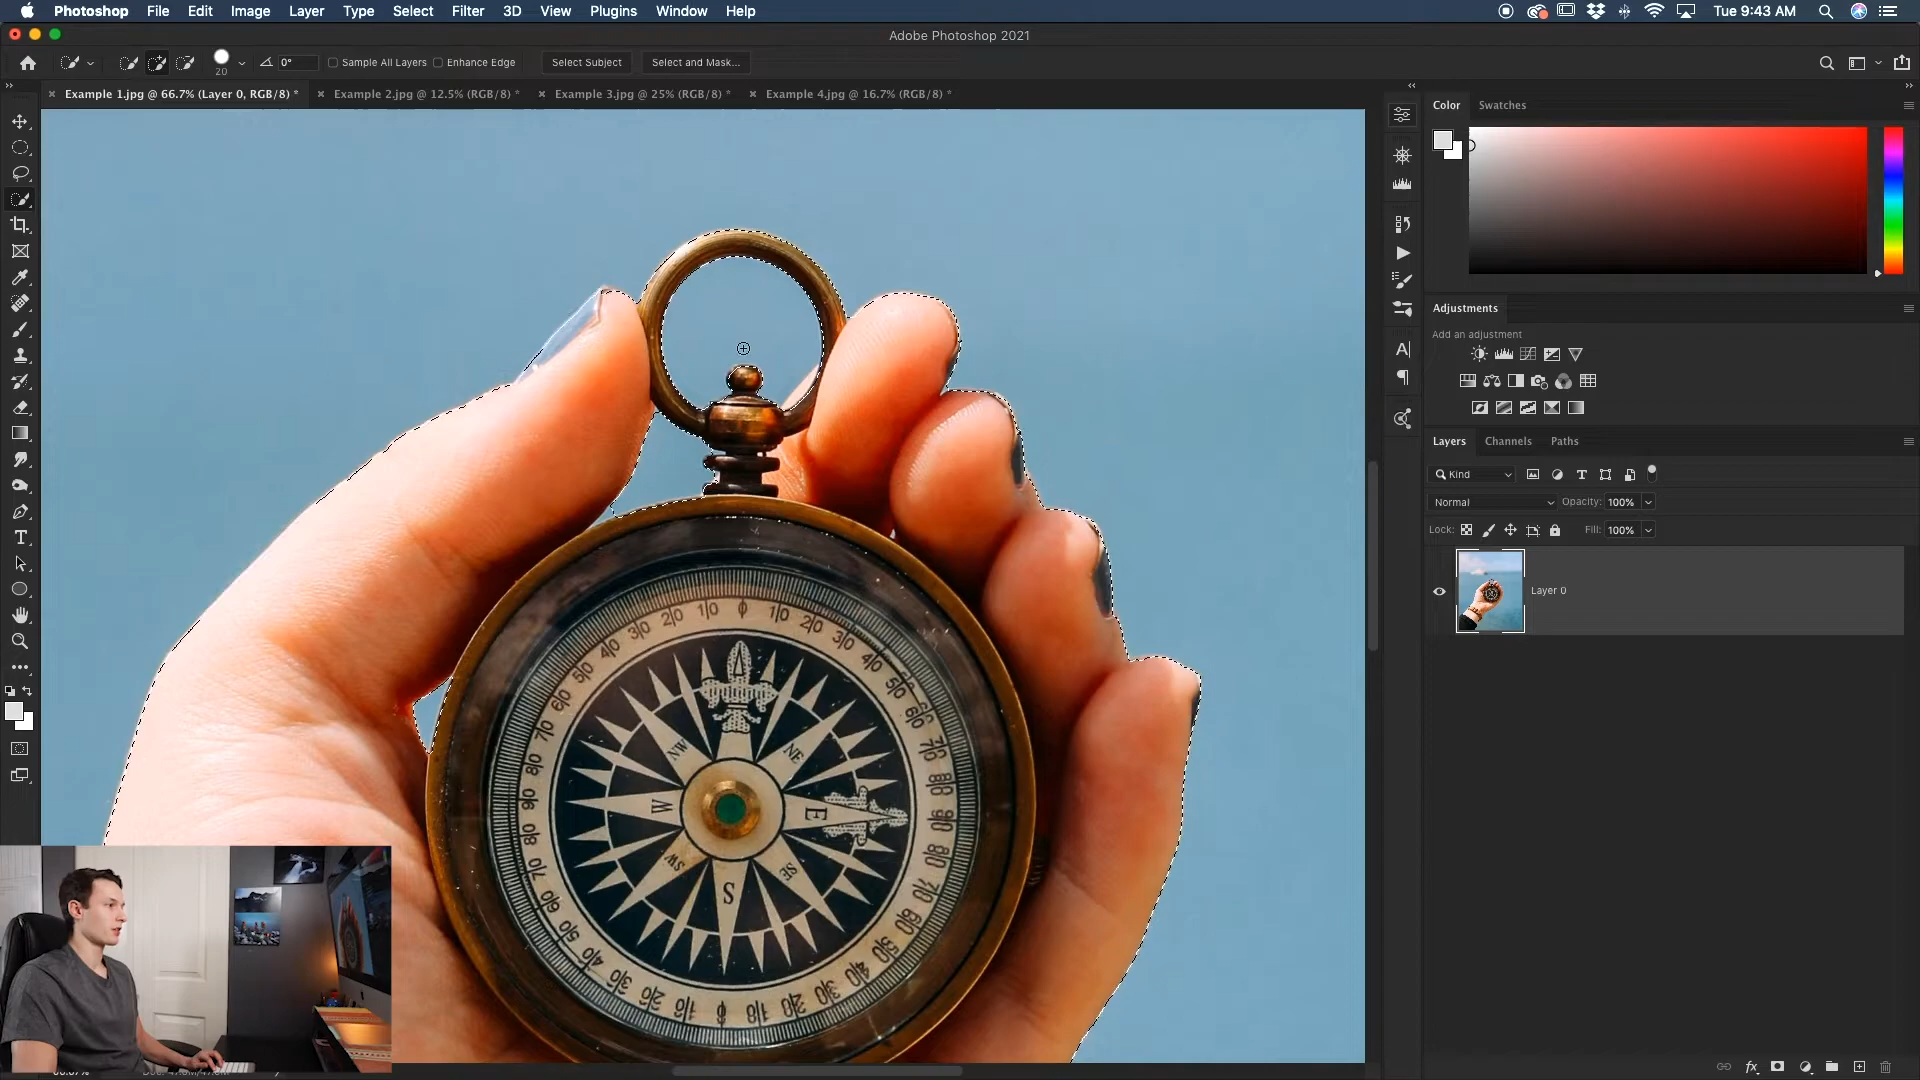 Photoshop File Edit Image Layer Type Select Filter 3D View Plugins Window Help
Tue 9:43 AM
Adobe Photoshop 2021
20
0°
Sample All Layers
Enhance Edge
Select Subject
Select and Mask...
Example 1.jpg @ 66.7% (Layer 0, RGB/8) *
Example 2.jpg @ 12.5% (RGB/8) *
Example 3.jpg @ 25% (RGB/8) *
Example 4.jpg @ 16.7% (RGB/8) *
Color Swatches
Adjustments
Add an adjustment
Layers Channels Paths
Kind
Normal
Opacity: 100%
Lock:
Fill: 100%
Layer 0
NW
NE
W
E
SW
SE
S